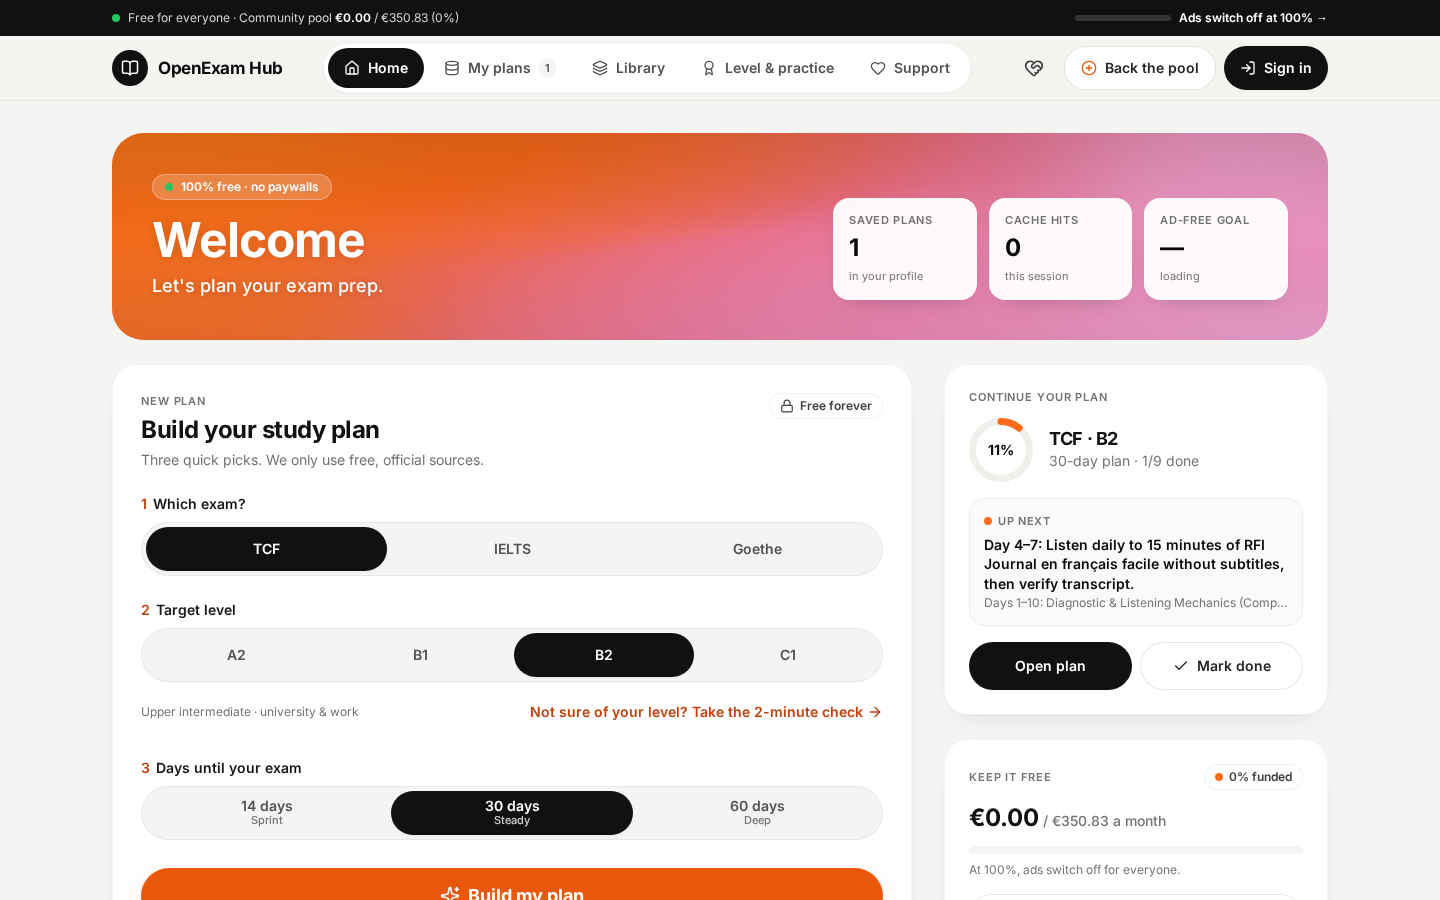 Free for everyone · Community pool €0.00 / €350.83 (0%)
Ads switch off at 100% →
OpenExam Hub
Home
My plans 1
Library
Level & practice
Support
Back the pool
Sign in
100% free · no paywalls
Welcome
Let's plan your exam prep.
SAVED PLANS
1
in your profile
CACHE HITS
0
this session
AD-FREE GOAL
—
loading
NEW PLAN
Free forever
Build your study plan
Three quick picks. We only use free, official sources.
1 Which exam?
TCF
IELTS
Goethe
2 Target level
A2
B1
B2
C1
Upper intermediate · university & work
Not sure of your level? Take the 2-minute check →
3 Days until your exam
14 days
Sprint
30 days
Steady
60 days
Deep
Build my plan
CONTINUE YOUR PLAN
11%
TCF · B2
30-day plan · 1/9 done
UP NEXT
Day 4–7: Listen daily to 15 minutes of RFI
Journal en français facile without subtitles,
then verify transcript.
Days 1–10: Diagnostic & Listening Mechanics (Comp...
Open plan
Mark done
KEEP IT FREE
0% funded
€0.00 / €350.83 a month
At 100%, ads switch off for everyone.